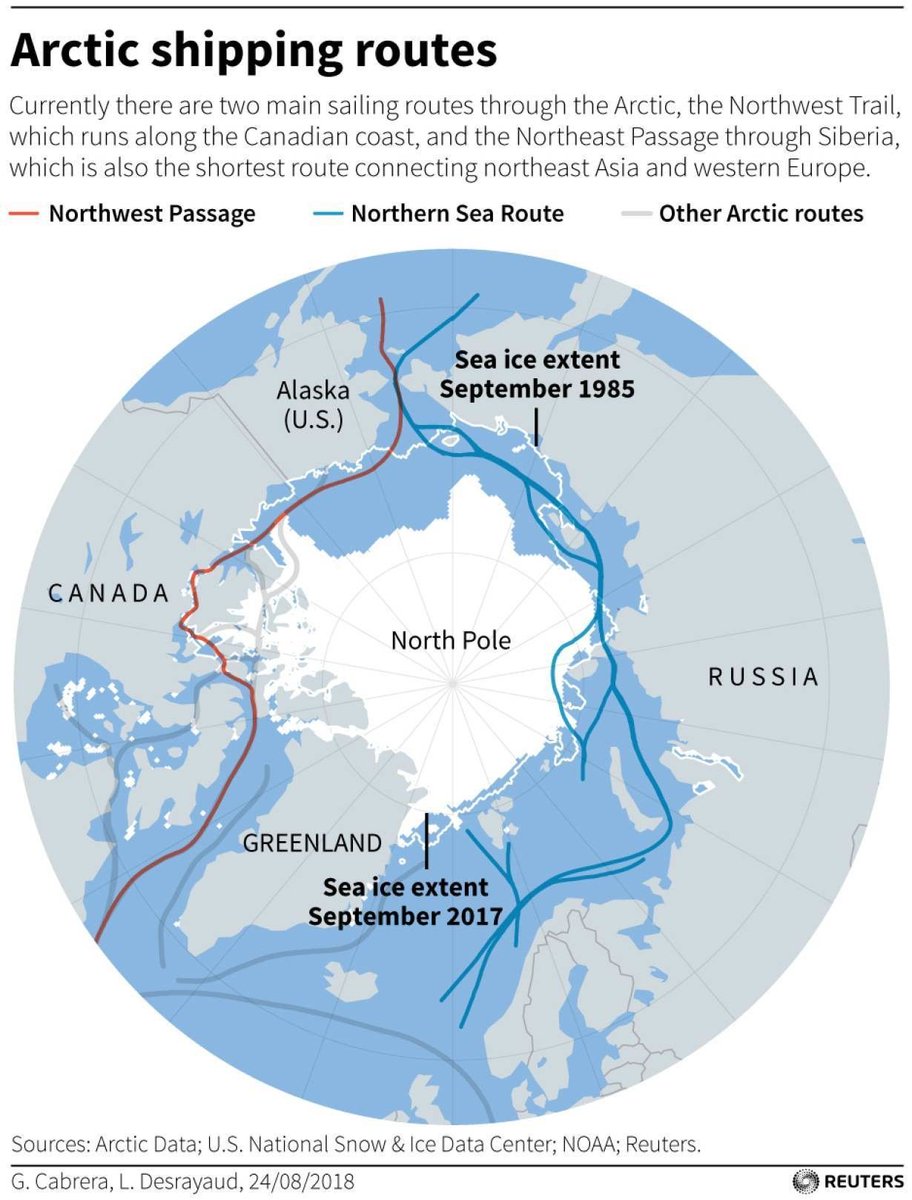 Arctic shipping routes
Currently there are two main sailing routes through the Arctic, the Northwest Trail,
which runs along the Canadian coast, and the Northeast Passage through Siberia,
which is also the shortest route connecting northeast Asia and western Europe.
Northwest Passage
Northern Sea Route
Other Arctic routes
Sea ice extent
September 1985
Alaska
(U.S.)
CANADA
North Pole
RUSSIA
GREENLAND
Sea ice extent
September 2017
Sources: Arctic Data; U.S. National Snow & Ice Data Center; NOAA; Reuters.
G. Cabrera, L. Desrayaud, 24/08/2018
REUTERS